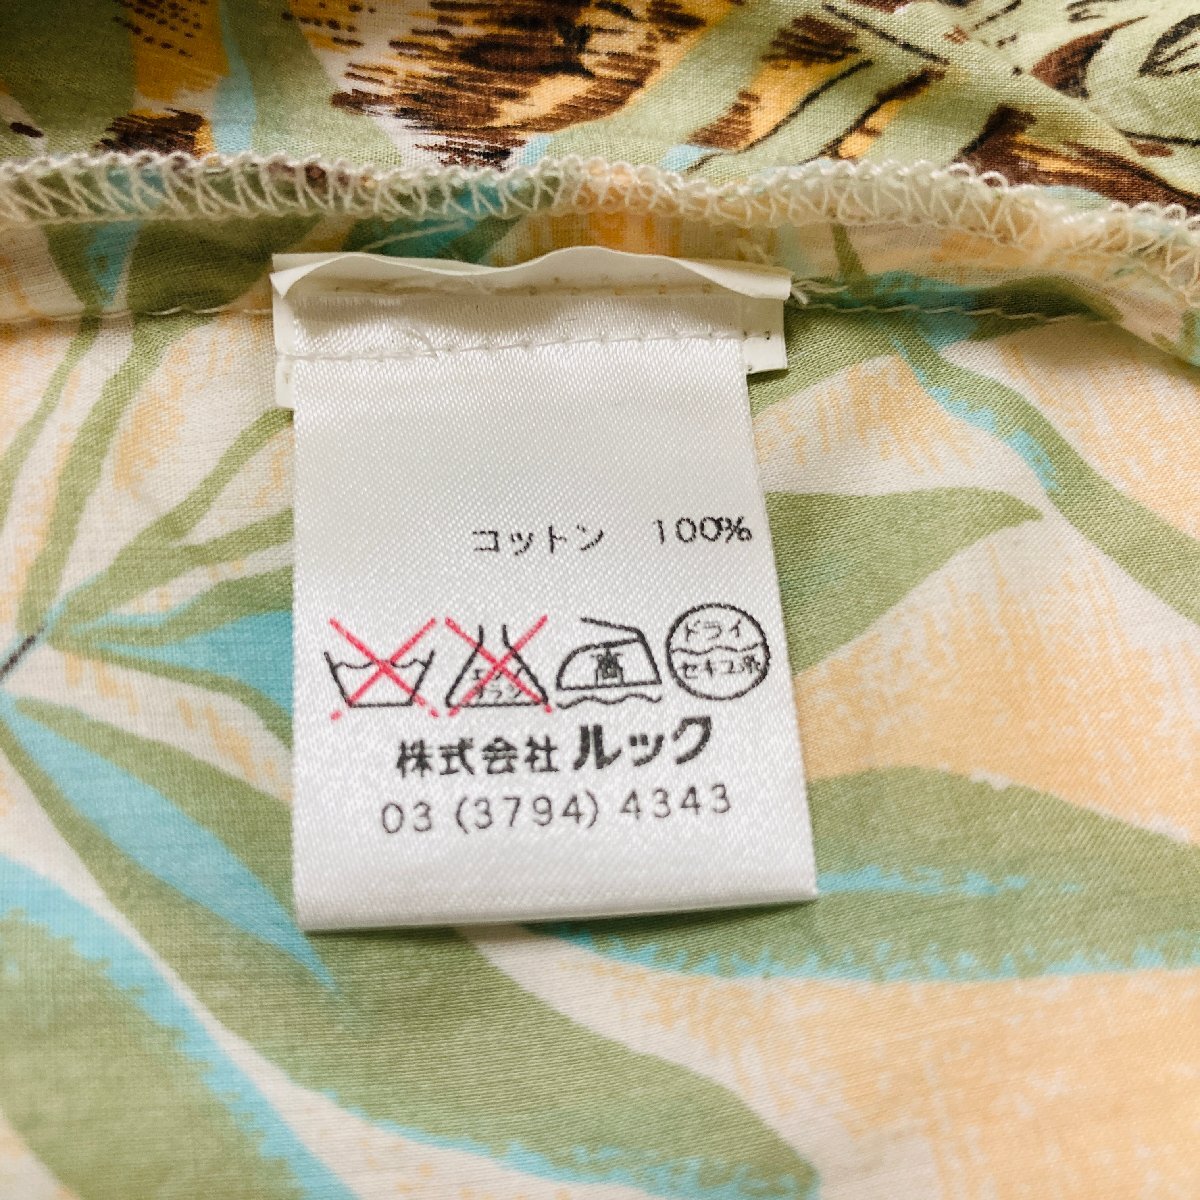 コットン 100%
高 ドライ
セキユ系
株式会社 ルック
03 (3794) 4343